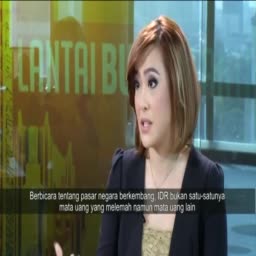 LANTAI BU
Berbicara tentang pasar negara berkembang, IDR bukan satu-satunya
mata uang yang melemah namun mata uang lain